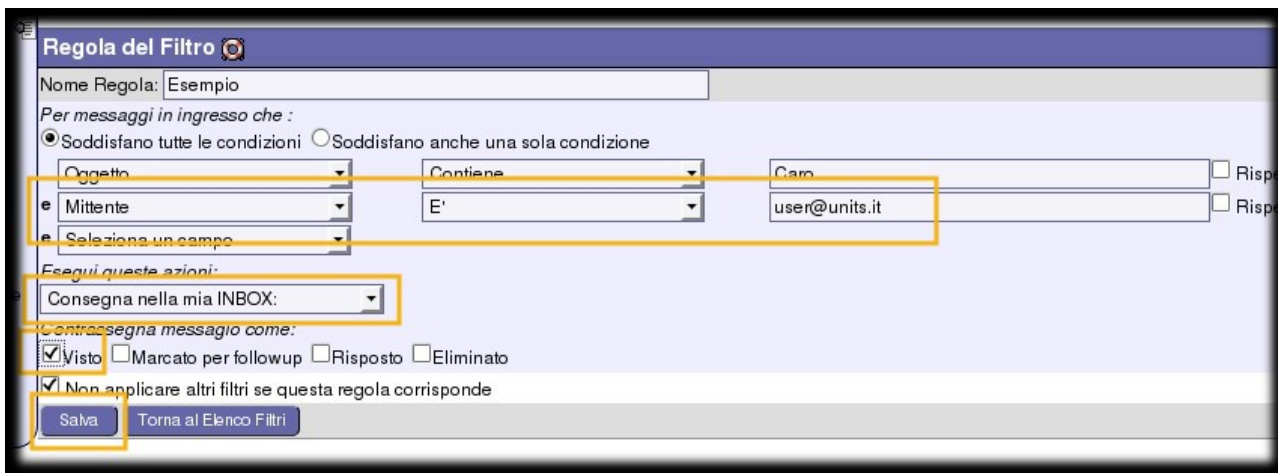 Regola del Filtro
Nome Regola: Esempio
Per messaggi in ingresso che :
Soddisfano tutte le condizioni Soddisfano anche una sola condizione
Oggetto Contiene Caro Rispe
e Mittente E' user@units.it Rispe
e Seleziona un campo
Esegui queste azioni:
Consegna nella mia INBOX:
Contrassegna messagio come:
Visto Marcato per followup Risposto Eliminato
Non applicare altri filtri se questa regola corrisponde
Salva Torna al Elenco Filtri